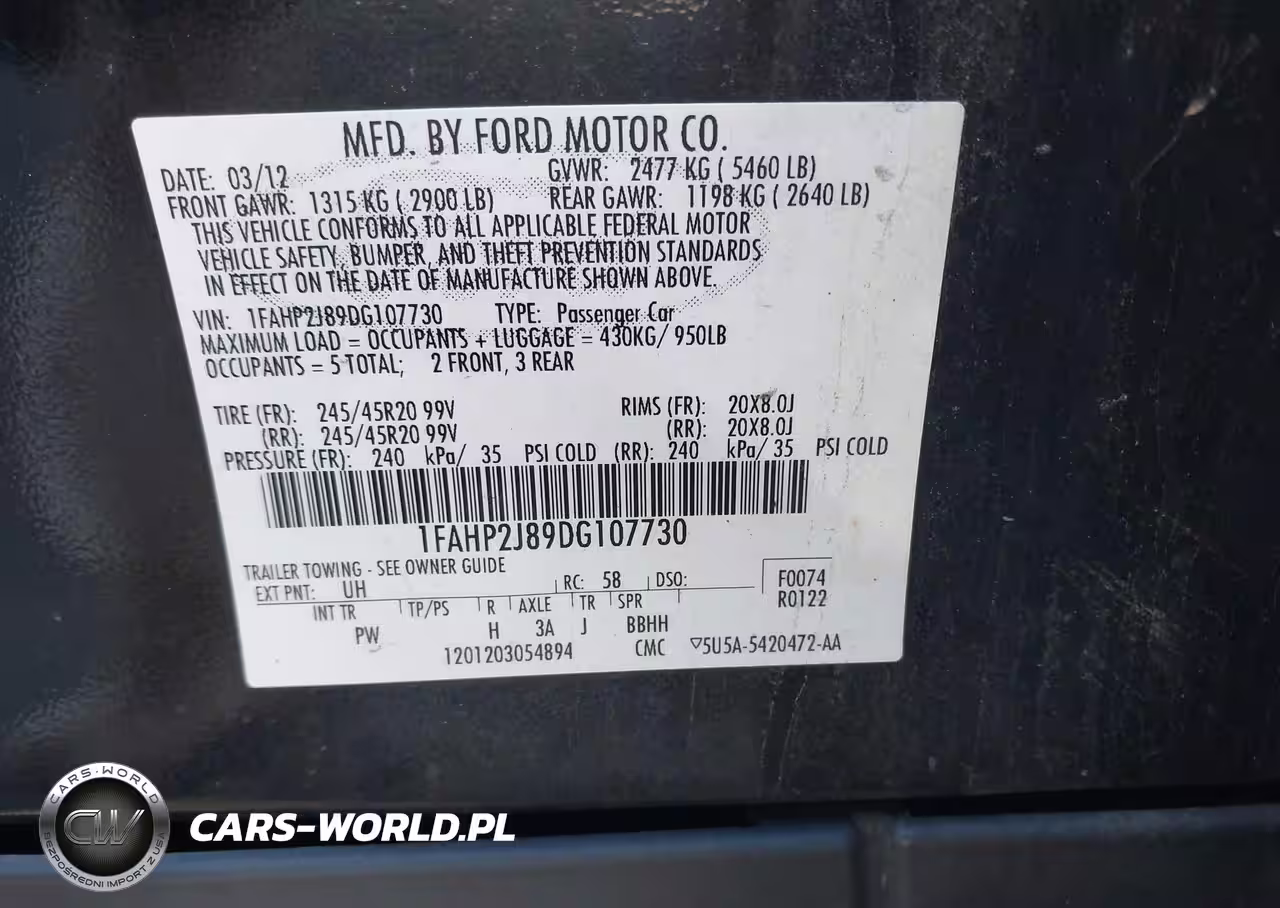 MFD. BY FORD MOTOR CO.
DATE: 03/12 GVWR: 2477 KG ( 5460 LB)
FRONT GAWR: 1315 KG ( 2900 LB) REAR GAWR: 1198 KG ( 2640 LB)
THIS VEHICLE CONFORMS TO ALL APPLICABLE FEDERAL MOTOR
VEHICLE SAFETY, BUMPER, AND THEFT PREVENTION STANDARDS
IN EFFECT ON THE DATE OF MANUFACTURE SHOWN ABOVE.
VIN: 1FAHP2J89DG107730 TYPE: Passenger Car
MAXIMUM LOAD = OCCUPANTS + LUGGAGE = 430KG/ 950LB
OCCUPANTS = 5 TOTAL; 2 FRONT, 3 REAR
TIRE (FR): 245/45R20 99V RIMS (FR): 20X8.0J
(RR): 245/45R20 99V (RR): 20X8.0J
PRESSURE (FR): 240 kPa/ 35 PSI COLD (RR): 240 kPa/ 35 PSI COLD
1FAHP2J89DG107730
TRAILER TOWING - SEE OWNER GUIDE
EXT PNT: UH RC: 58 DSO: F0074
INT TR TP/PS R AXLE TR SPR R0122
PW H 3A J BBHH
1201203054894 CMC ▽5U5A-5420472-AA
CARS-WORLD
CW
BEZPOŚREDNI IMPORT Z USA
CARS-WORLD.PL